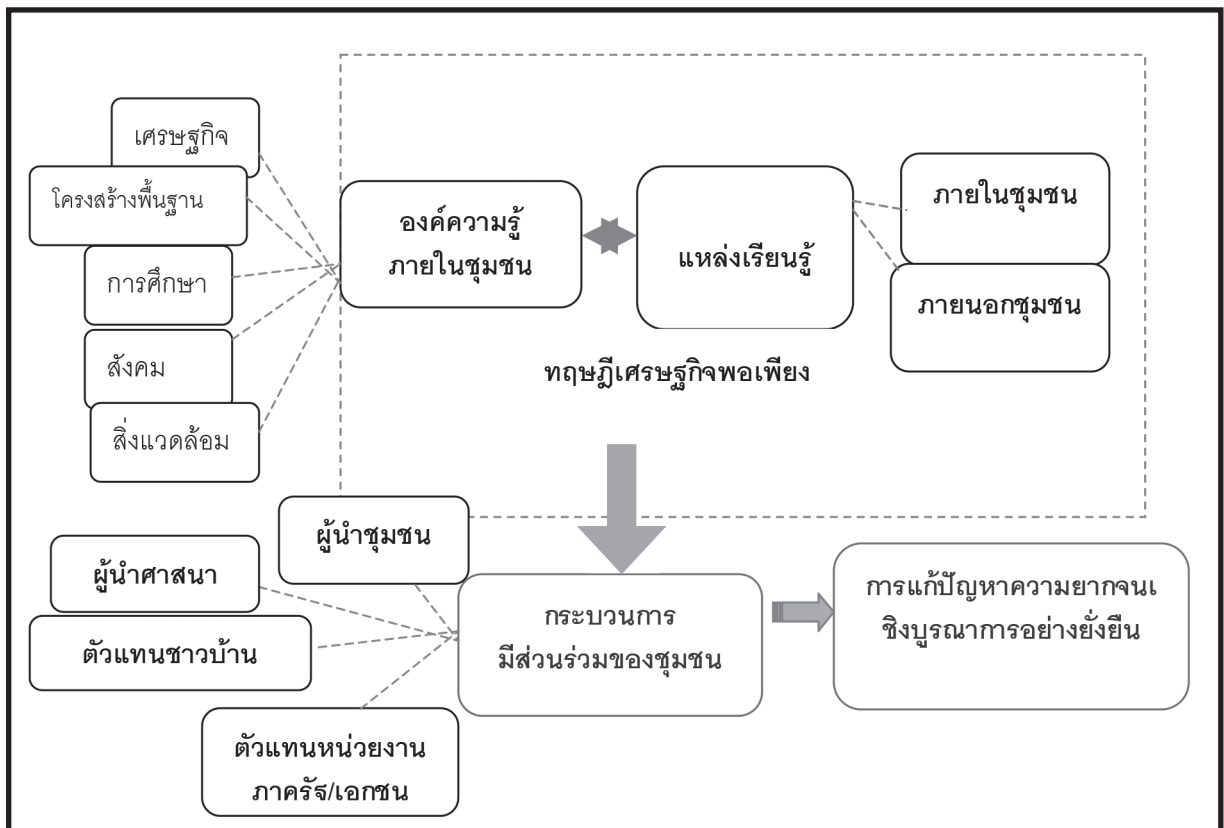 เศรษฐกิจ
โครงสร้างพื้นฐาน
การศึกษา
สังคม
สิ่งแวดล้อม
องค์ความรู้
ภายในชุมชน
แหล่งเรียนรู้
ภายในชุมชน
ภายนอกชุมชน
ทฤษฎีเศรษฐกิจพอเพียง
ผู้นำชุมชน
ผู้นำศาสนา
ตัวแทนชาวบ้าน
ตัวแทนหน่วยงาน
ภาครัจ/เอกชน
กระบวนการ
มีส่วนร่วมของชุมชน
การแก้ปัญหาความยากจนเ
ชิงบูรณาการอย่างยั่งยืน